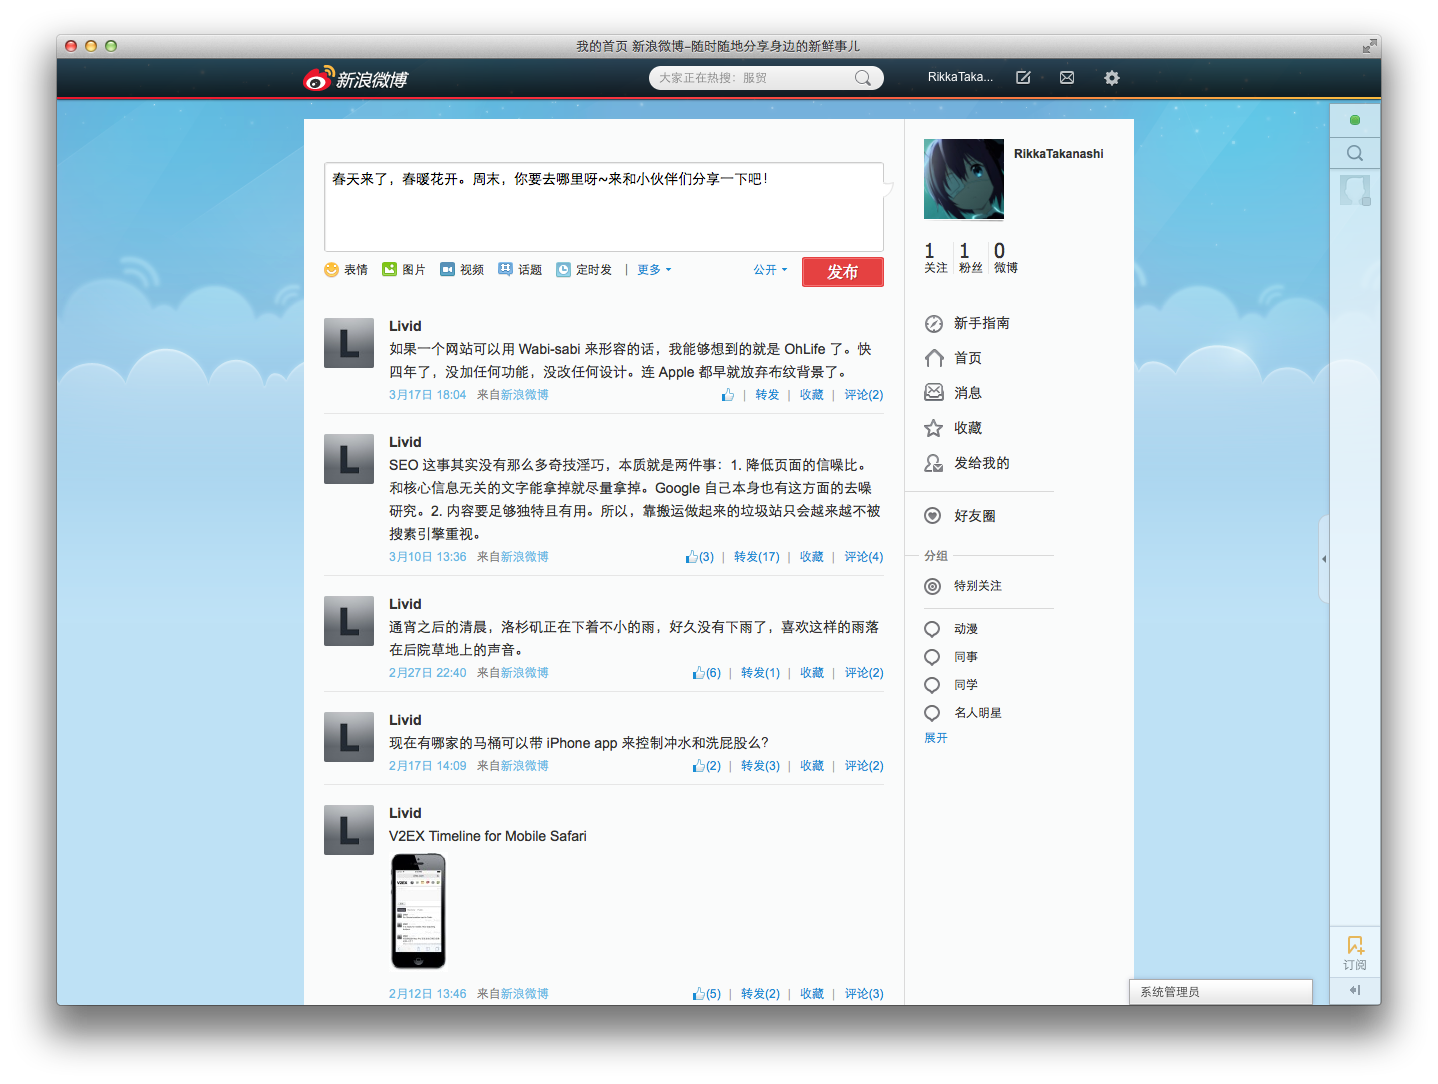 我的首页 新浪微博-随时随地分享身边的新鲜事儿
新浪微博
大家正在热搜：服贸
RikkaTaka...
春天来了，春暖花开。周末，你要去哪里呀~来和小伙伴们分享一下吧！
表情 图片 视频 话题 定时发 | 更多 公开 发布
Livid
如果一个网站可以用 Wabi-sabi 来形容的话，我能够想到的就是 OhLife 了。快
四年了，没加任何功能，没改任何设计。连 Apple 都早就放弃布纹背景了。
3月17日 18:04 来自新浪微博 | 转发 | 收藏 | 评论(2)
Livid
SEO 这事其实没有那么多奇技淫巧，本质就是两件事：1. 降低页面的信噪比。
和核心信息无关的文字能拿掉就尽量拿掉。Google 自己本身也有这方面的去噪
研究。2. 内容要足够独特且有用。所以，靠搬运做起来的垃圾站只会越来越不被
搜素引擎重视。
3月10日 13:36 来自新浪微博 (3) | 转发(17) | 收藏 | 评论(4)
Livid
通宵之后的清晨，洛杉矶正在下着不小的雨，好久没有下雨了，喜欢这样的雨落
在后院草地上的声音。
2月27日 22:40 来自新浪微博 (6) | 转发(1) | 收藏 | 评论(2)
Livid
现在有哪家的马桶可以带 iPhone app 来控制冲水和洗屁股么？
2月17日 14:09 来自新浪微博 (2) | 转发(3) | 收藏 | 评论(2)
Livid
V2EX Timeline for Mobile Safari
V2EX
2月12日 13:46 来自新浪微博 (5) | 转发(2) | 收藏 | 评论(3)
RikkaTakanashi
1 1 0
关注 粉丝 微博
新手指南
首页
消息
收藏
发给我的
好友圈
分组
特别关注
动漫
同事
同学
名人明星
展开
订阅
系统管理员